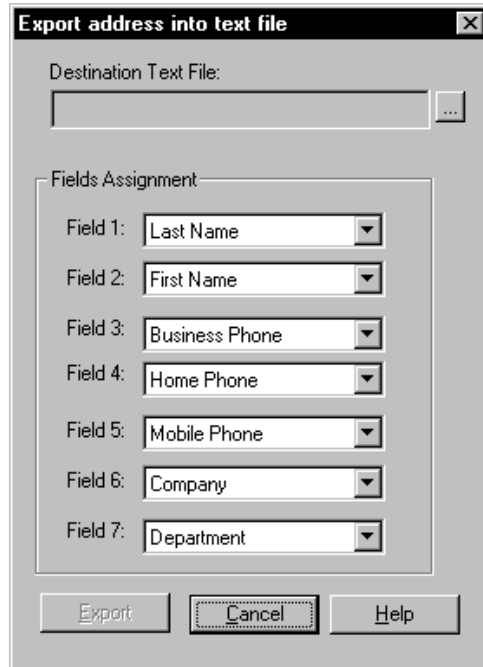 Export address into text file
Destination Text File:
...
Fields Assignment
Field 1: Last Name
Field 2: First Name
Field 3: Business Phone
Field 4: Home Phone
Field 5: Mobile Phone
Field 6: Company
Field 7: Department
Export Cancel Help